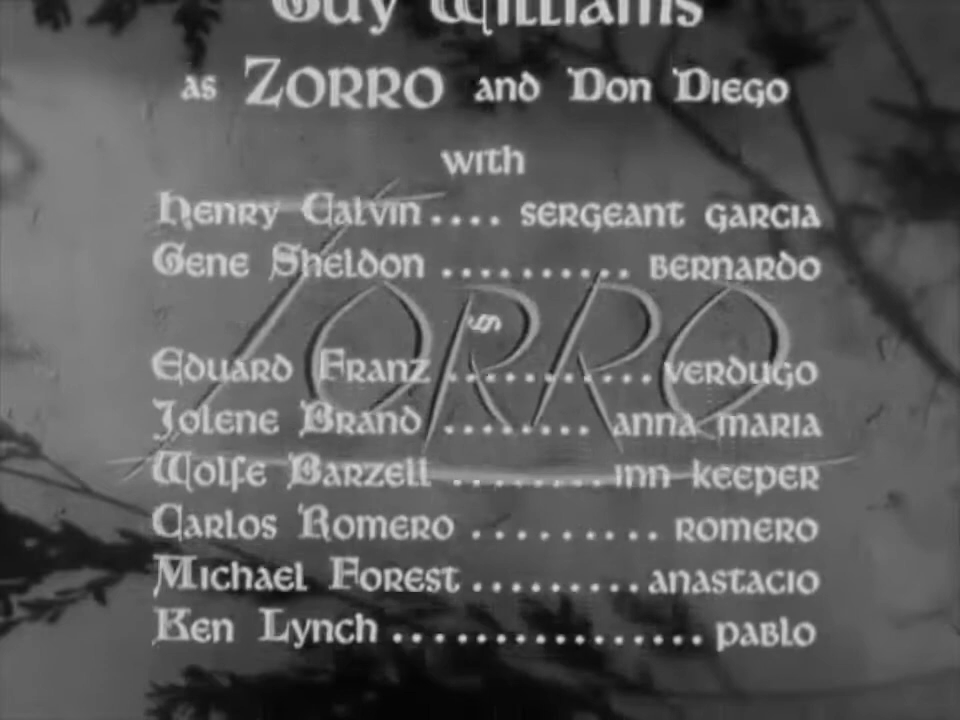 Guy Williams
as ZORRO and Don Diego
with
Henry Calvin.... sergeant garcia
Gene Sheldon .......... bernardo
Zorro
Eduard Franz ........... verdugo
Jolene Brand ........ anna maria
Wolfe Barzell ........ inn keeper
Carlos Romero ......... romero
Michael Forest ......... anastacio
Ken Lynch ................ pablo